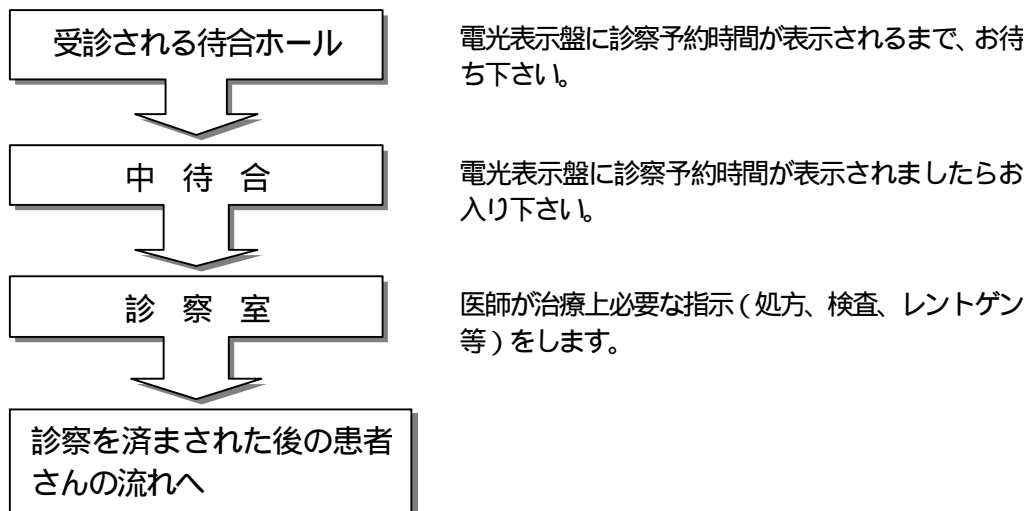 受診される待合ホール
電光表示盤に診察予約時間が表示されるまで、お待
ち下さい。
中 待 合
電光表示盤に診察予約時間が表示されましたらお
入り下さい。
診 察 室
医師が治療上必要な指示(処方、検査、レントゲン
等)をします。
診察を済まされた後の患者
さんの流れへ